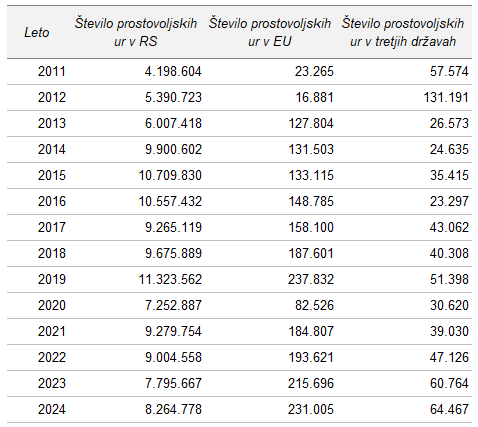 Leto Število prostovoljskih ur v RS Število prostovoljskih ur v EU Število prostovoljskih ur v tretjih državah
2011 4.198.604 23.265 57.574
2012 5.390.723 16.881 131.191
2013 6.007.418 127.804 26.573
2014 9.900.602 131.503 24.635
2015 10.709.830 133.115 35.415
2016 10.557.432 148.785 23.297
2017 9.265.119 158.100 43.062
2018 9.675.889 187.601 40.308
2019 11.323.562 237.832 51.398
2020 7.252.887 82.526 30.620
2021 9.279.754 184.807 39.030
2022 9.004.558 193.621 47.126
2023 7.795.667 215.696 60.764
2024 8.264.778 231.005 64.467